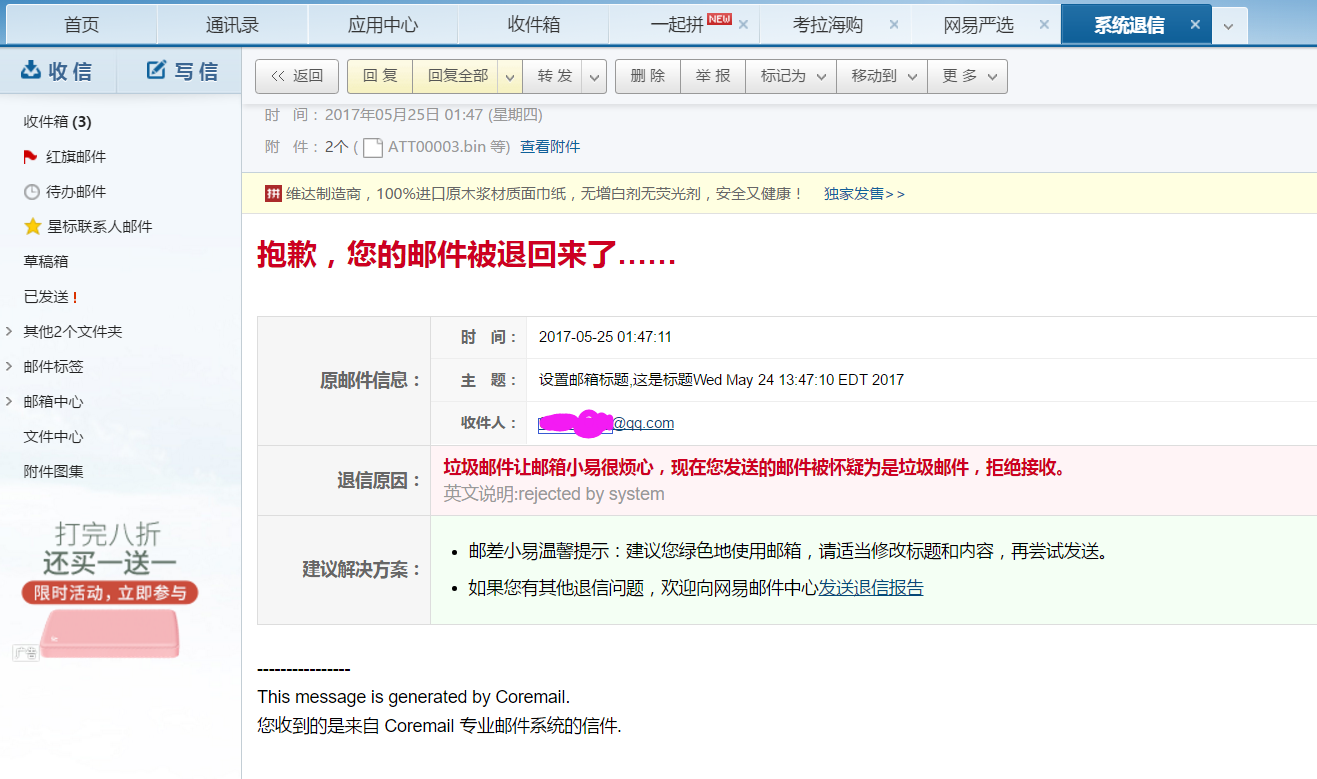 首页 通讯录 应用中心 收件箱 一起拼 NEW 考拉海购 网易严选 系统退信
收信 写信
<< 返回 回复 回复全部 转发 删除 举报 标记为 移动到 更多
收件箱 (3)
红旗邮件
待办邮件
星标联系人邮件
草稿箱
已发送 !
其他2个文件夹
邮件标签
邮箱中心
文件中心
附件图集
打完八折
还买一送一
限时活动，立即参与
广告
时 间：2017年05月25日 01:47 (星期四)
附 件：2个 ( ATT00003.bin 等) 查看附件
拼 维达制造商，100%进口原木浆材质面巾纸，无增白剂无荧光剂，安全又健康！ 独家发售>>
抱歉，您的邮件被退回来了……
原邮件信息：
时 间： 2017-05-25 01:47:11
主 题： 设置邮箱标题,这是标题Wed May 24 13:47:10 EDT 2017
收件人： @qq.com
退信原因：
垃圾邮件让邮箱小易很烦心，现在您发送的邮件被怀疑为是垃圾邮件，拒绝接收。
英文说明:rejected by system
建议解决方案：
• 邮差小易温馨提示：建议您绿色地使用邮箱，请适当修改标题和内容，再尝试发送。
• 如果您有其他退信问题，欢迎向网易邮件中心发送退信报告
----------------
This message is generated by Coremail.
您收到的是来自 Coremail 专业邮件系统的信件.